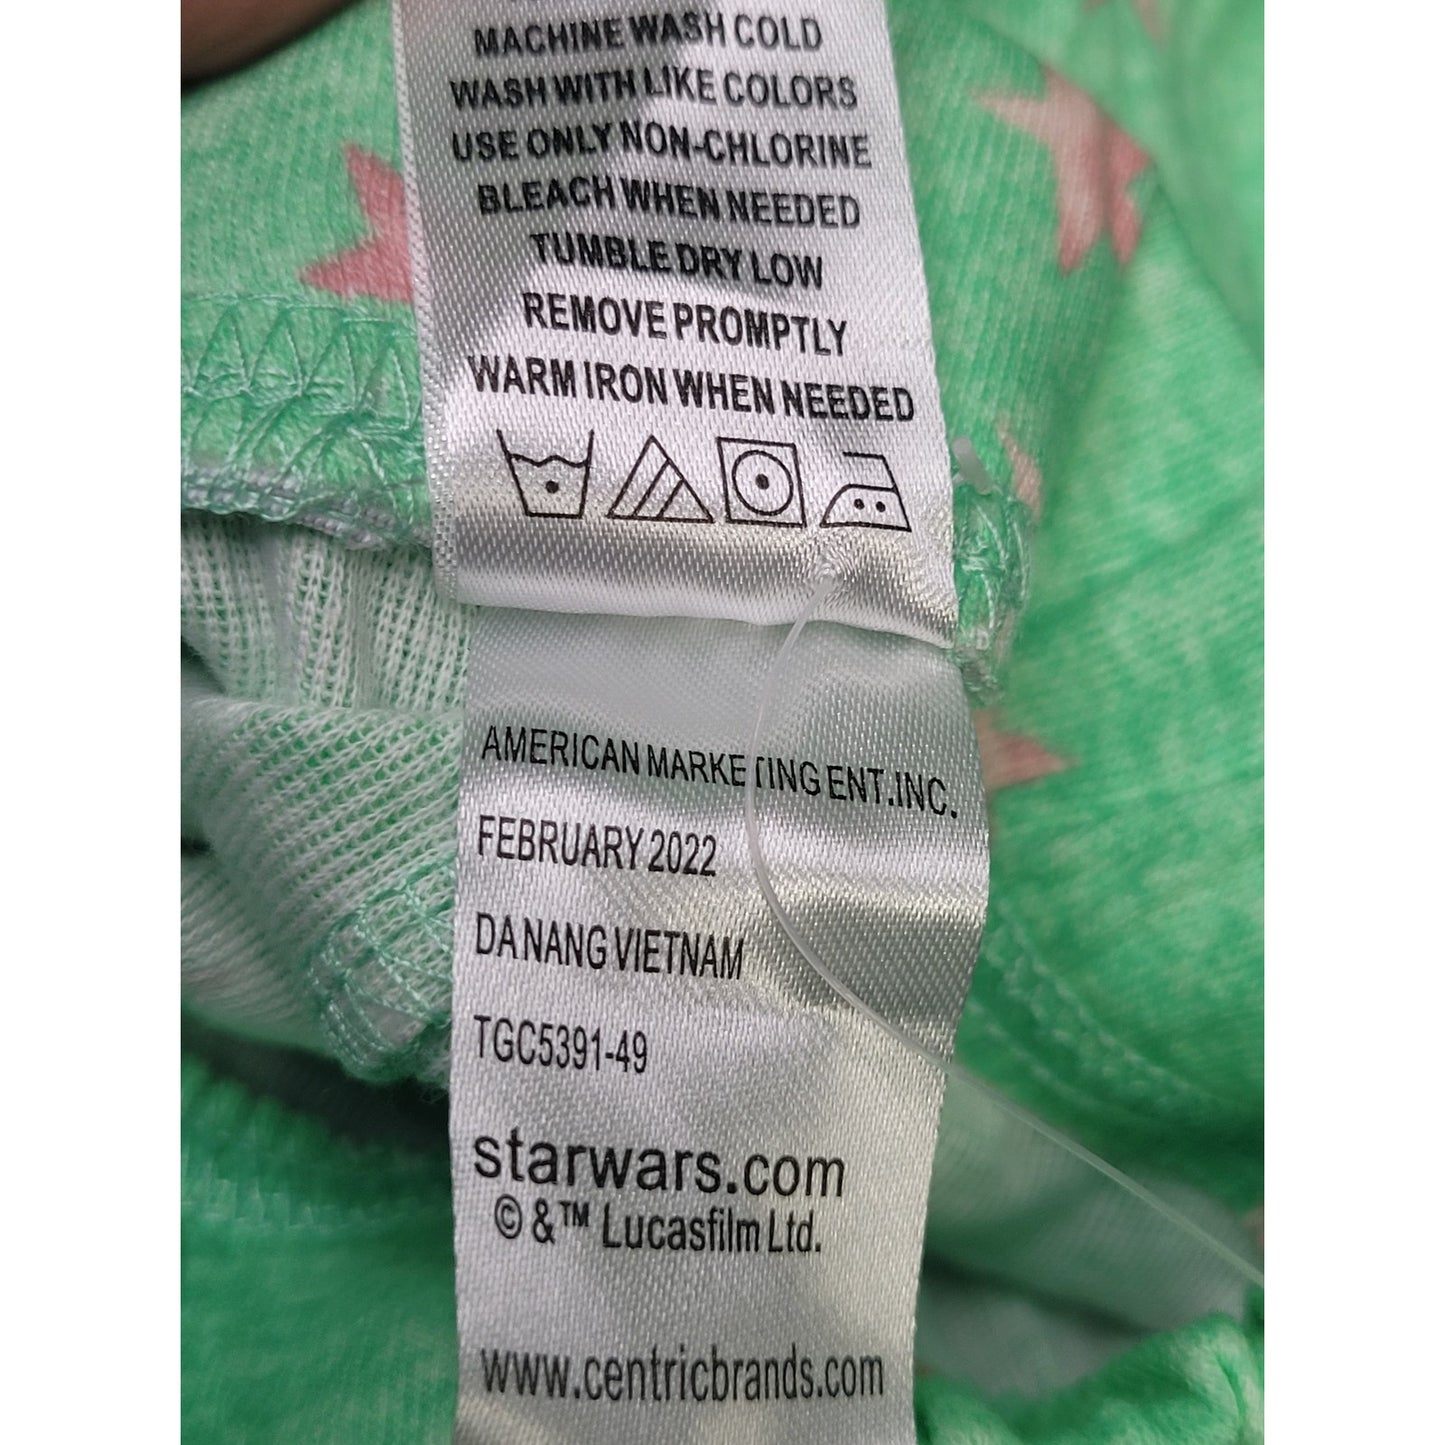 MACHINE WASH COLD
WASH WITH LIKE COLORS
USE ONLY NON-CHLORINE
BLEACH WHEN NEEDED
TUMBLE DRY LOW
REMOVE PROMPTLY
WARM IRON WHEN NEEDED
AMERICAN MARKETING ENT.INC.
FEBRUARY 2022
DA NANG VIETNAM
TGC5391-49
starwars.com
© & ™ Lucasfilm Ltd.
www.centricbrands.com